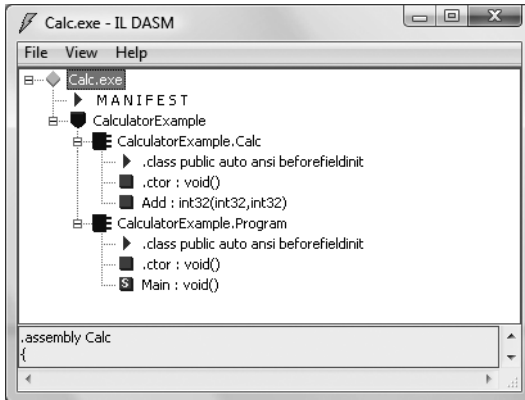 Calc.exe - IL DASM
File View Help
Calc.exe
MANIFEST
CalculatorExample
CalculatorExample.Calc
.class public auto ansi beforefieldinit
.ctor : void()
Add : int32(int32,int32)
CalculatorExample.Program
.class public auto ansi beforefieldinit
.ctor : void()
S Main : void()
.assembly Calc
{